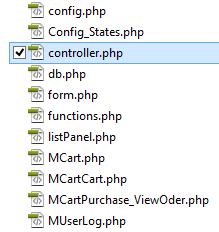 config.php
Config_States.php
controller.php
db.php
form.php
functions.php
listPanel.php
MCart.php
MCartCart.php
MCartPurchase_ViewOder.php
MUserLog.php